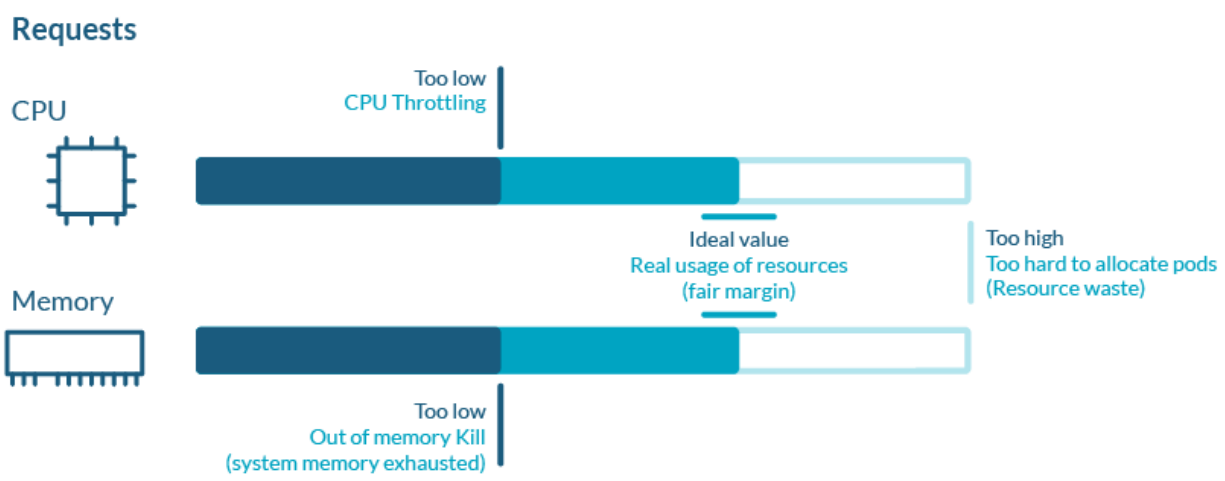 Requests
CPU
Too low
CPU Throttling
Ideal value
Real usage of resources
(fair margin)
Too high
Too hard to allocate pods
(Resource waste)
Memory
Too low
Out of memory Kill
(system memory exhausted)